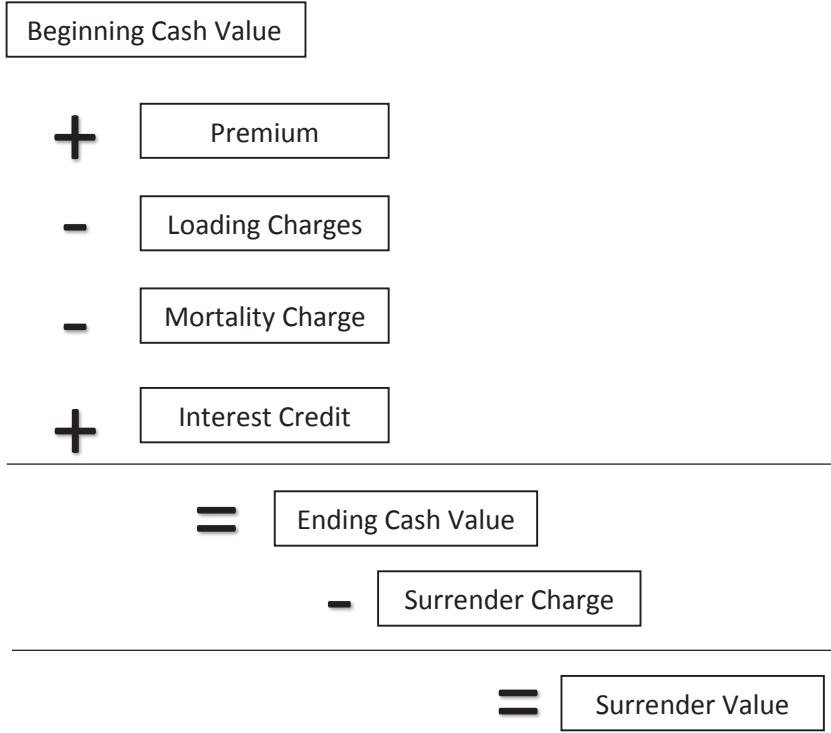 Beginning Cash Value
+ Premium
- Loading Charges
- Mortality Charge
+ Interest Credit
= Ending Cash Value
- Surrender Charge
= Surrender Value